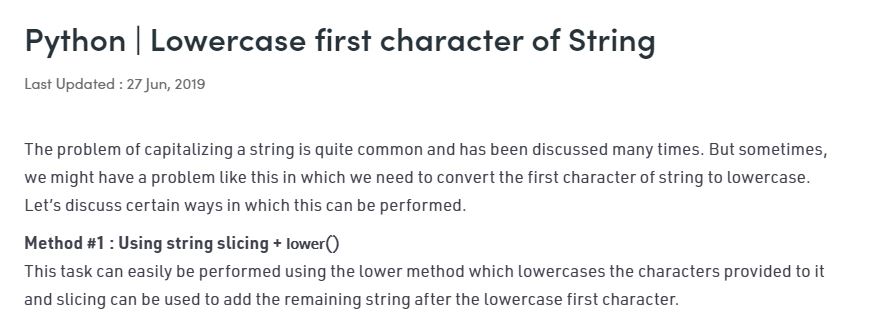 Python | Lowercase first character of String
Last Updated : 27 Jun, 2019
The problem of capitalizing a string is quite common and has been discussed many times. But sometimes,
we might have a problem like this in which we need to convert the first character of string to lowercase.
Let’s discuss certain ways in which this can be performed.
Method #1 : Using string slicing + lower()
This task can easily be performed using the lower method which lowercases the characters provided to it
and slicing can be used to add the remaining string after the lowercase first character.